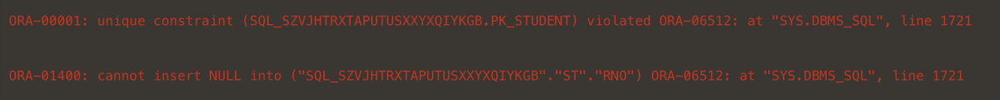 ORA-00001: unique constraint (SQL_SZVJHTRXTAPUTUSXXYXQIYKGB.PK_STUDENT) violated ORA-06512: at "SYS.DBMS_SQL", line 1721
ORA-01400: cannot insert NULL into ("SQL_SZVJHTRXTAPUTUSXXYXQIYKGB"."ST"."RNO") ORA-06512: at "SYS.DBMS_SQL", line 1721